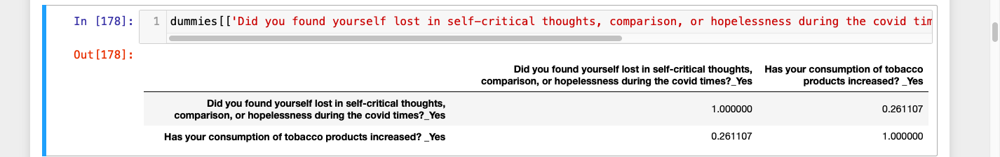 In [178]: 1 dummies[['Did you found yourself lost in self-critical thoughts, comparison, or hopelessness during the covid tim
Out[178]:
Did you found yourself lost in self-critical thoughts, Has your consumption of tobacco
comparison, or hopelessness during the covid times?_Yes products increased? _Yes
Did you found yourself lost in self-critical thoughts,
comparison, or hopelessness during the covid times?_Yes 1.000000 0.261107
Has your consumption of tobacco products increased? _Yes 0.261107 1.000000